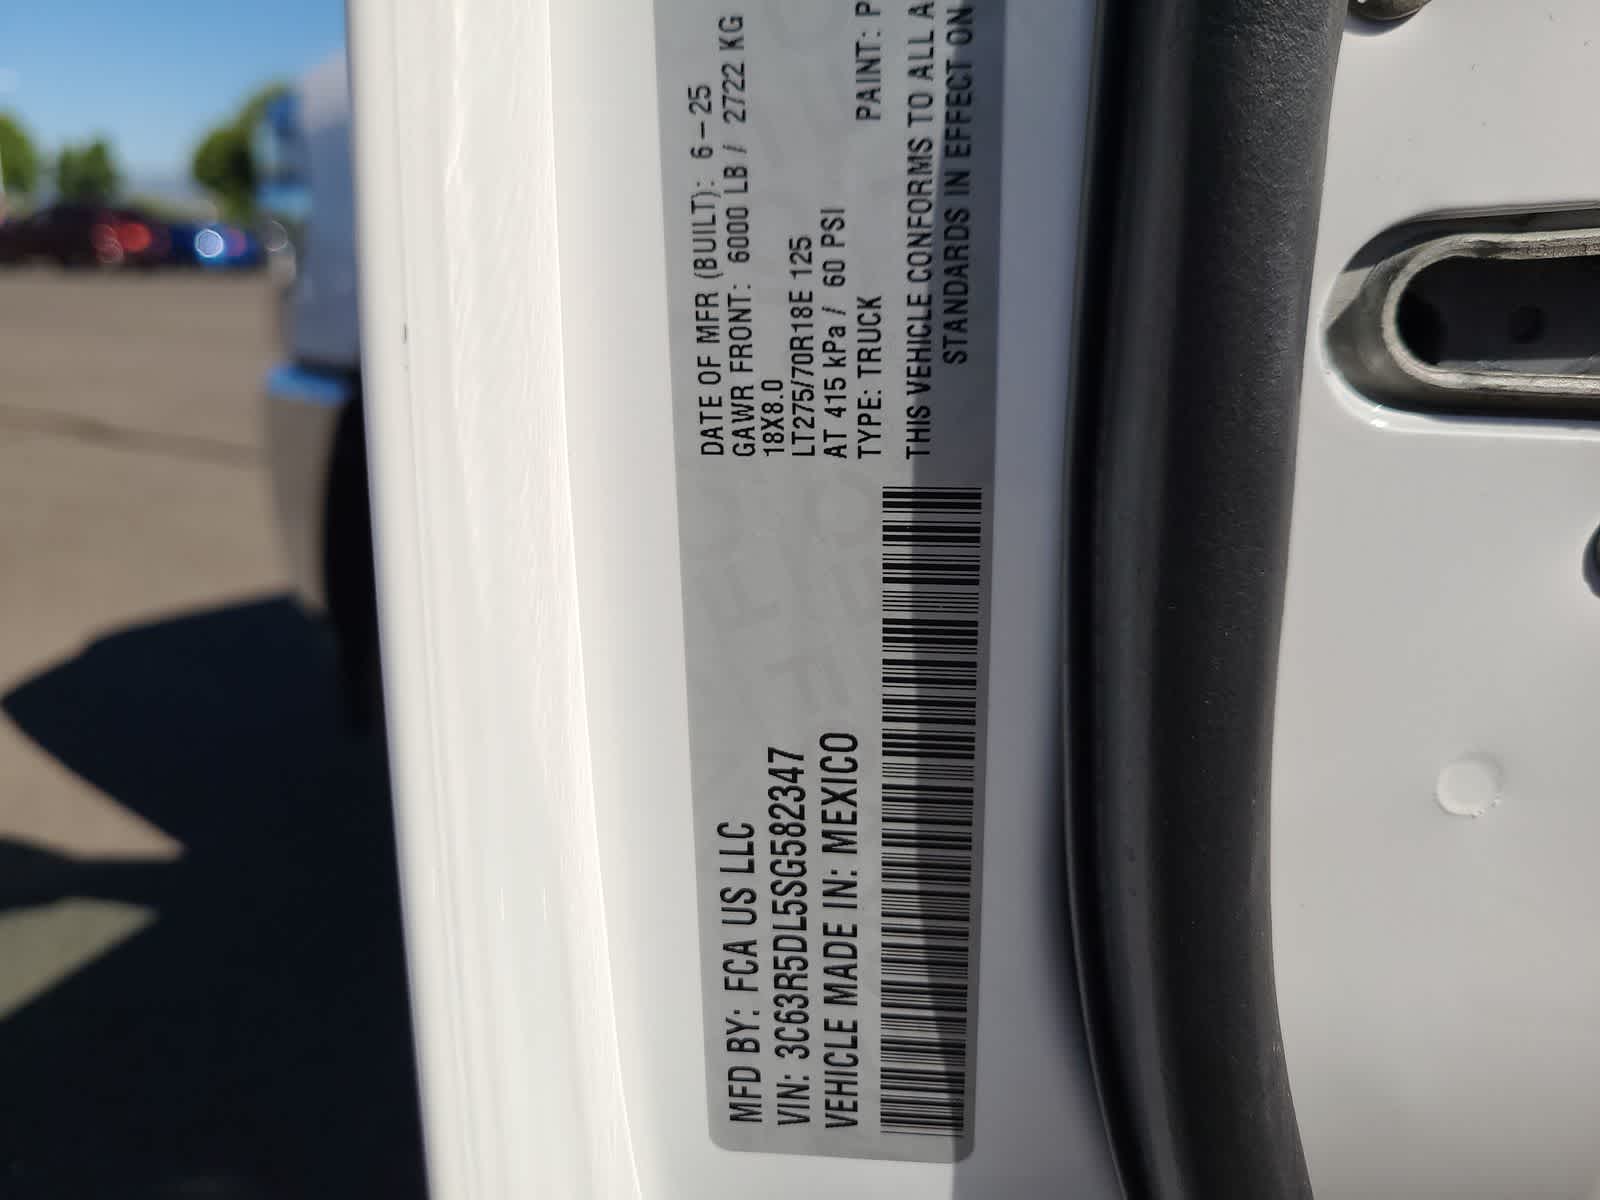 MFD BY: FCA US LLC
VIN: 3C63R5DL5SG582347
VEHICLE MADE IN: MEXICO
DATE OF MFR (BUILT): 6-25
GAWR FRONT: 6000 LB / 2722 KG
18X8.0
LT275/70R18E 125
AT 415 kPa / 60 PSI
TYPE: TRUCK PAINT: P
THIS VEHICLE CONFORMS TO ALL A
STANDARDS IN EFFECT ON